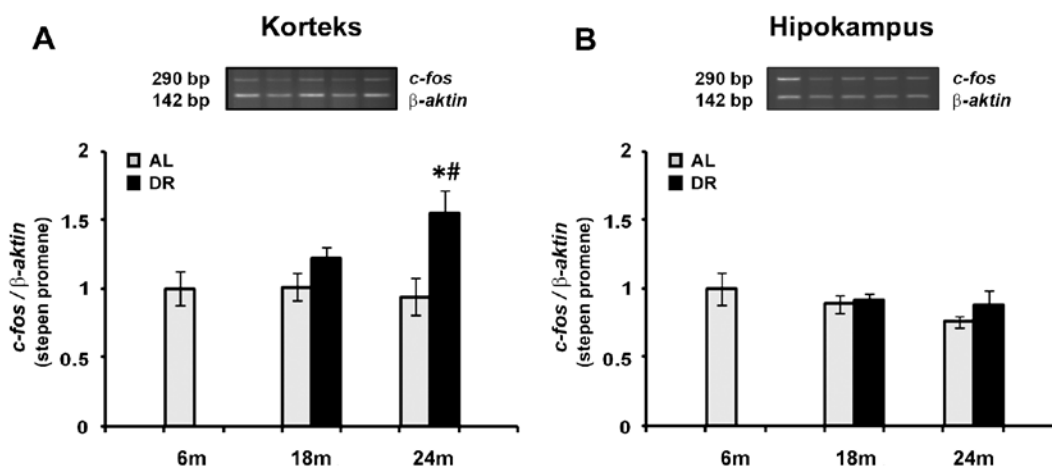 A
Korteks
290 bp
c-fos
142 bp
β-aktin
c-fos / β-aktin
(stepen promene)
2
1.5
1
0.5
0
AL
DR
*#
6m
18m
24m
B
Hipokampus
290 bp
c-fos
142 bp
β-aktin
c-fos / β-aktin
(stepen promene)
2
1.5
1
0.5
0
AL
DR
6m
18m
24m